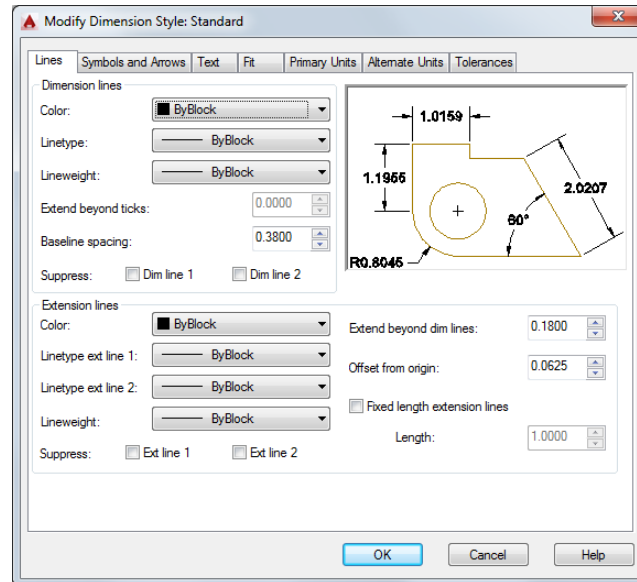 Modify Dimension Style: Standard
Lines
Symbols and Arrows
Text
Fit
Primary Units
Alternate Units
Tolerances
Dimension lines
Color:
ByBlock
Linetype:
ByBlock
Lineweight:
ByBlock
Extend beyond ticks:
0.0000
Baseline spacing:
0.3800
Suppress:
Dim line 1
Dim line 2
1.0159
1.1955
2.0207
60°
R0.8045
Extension lines
Color:
ByBlock
Linetype ext line 1:
ByBlock
Linetype ext line 2:
ByBlock
Lineweight:
ByBlock
Suppress:
Ext line 1
Ext line 2
Extend beyond dim lines:
0.1800
Offset from origin:
0.0625
Fixed length extension lines
Length:
1.0000
OK
Cancel
Help